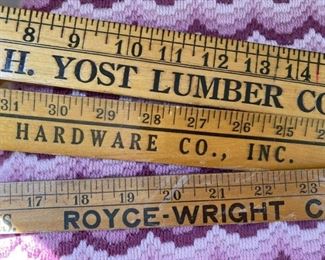 8 9 10 11 12 13 14
H. YOST LUMBER CO
31 30 29 28 27 26 25
HARDWARE CO., INC.
17 18 19 20 21 22 23
S ROYCE-WRIGHT C